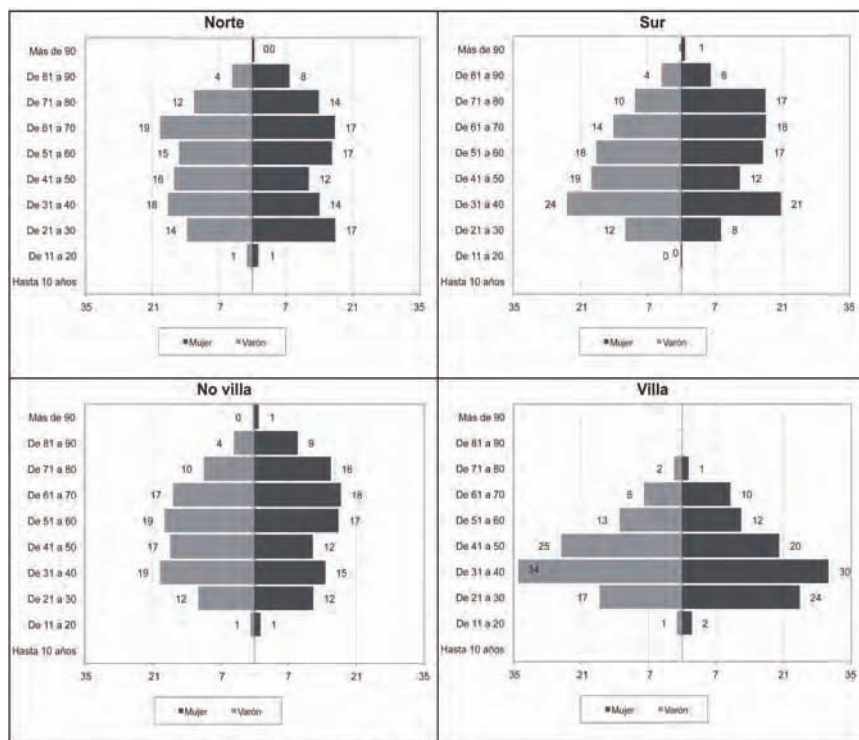 Norte
Más de 90 00
De 81 a 90 4 8
De 71 a 80 12 14
De 61 a 70 19 17
De 51 a 60 15 17
De 41 a 50 16 12
De 31 a 40 18 14
De 21 a 30 14 17
De 11 a 20 1 1
Hasta 10 años
35 21 7 7 21 35
Mujer Varón
Sur
Más de 90 0 1
De 81 a 90 4 6
De 71 a 80 10 17
De 61 a 70 14 18
De 51 a 60 18 17
De 41 a 50 19 12
De 31 a 40 24 21
De 21 a 30 12 8
De 11 a 20 0 0
Hasta 10 años
35 21 7 7 21 35
Mujer Varón
No villa
Más de 90 0 1
De 81 a 90 4 9
De 71 a 80 10 16
De 61 a 70 17 18
De 51 a 60 19 17
De 41 a 50 17 12
De 31 a 40 19 15
De 21 a 30 12 12
De 11 a 20 1 1
Hasta 10 años
35 21 7 7 21 35
Mujer Varón
Villa
Más de 90
De 81 a 90
De 71 a 80 2 1
De 61 a 70 8 10
De 51 a 60 13 12
De 41 a 50 25 20
De 31 a 40 34 30
De 21 a 30 17 24
De 11 a 20 1 2
Hasta 10 años
35 21 7 7 21 35
Mujer Varón